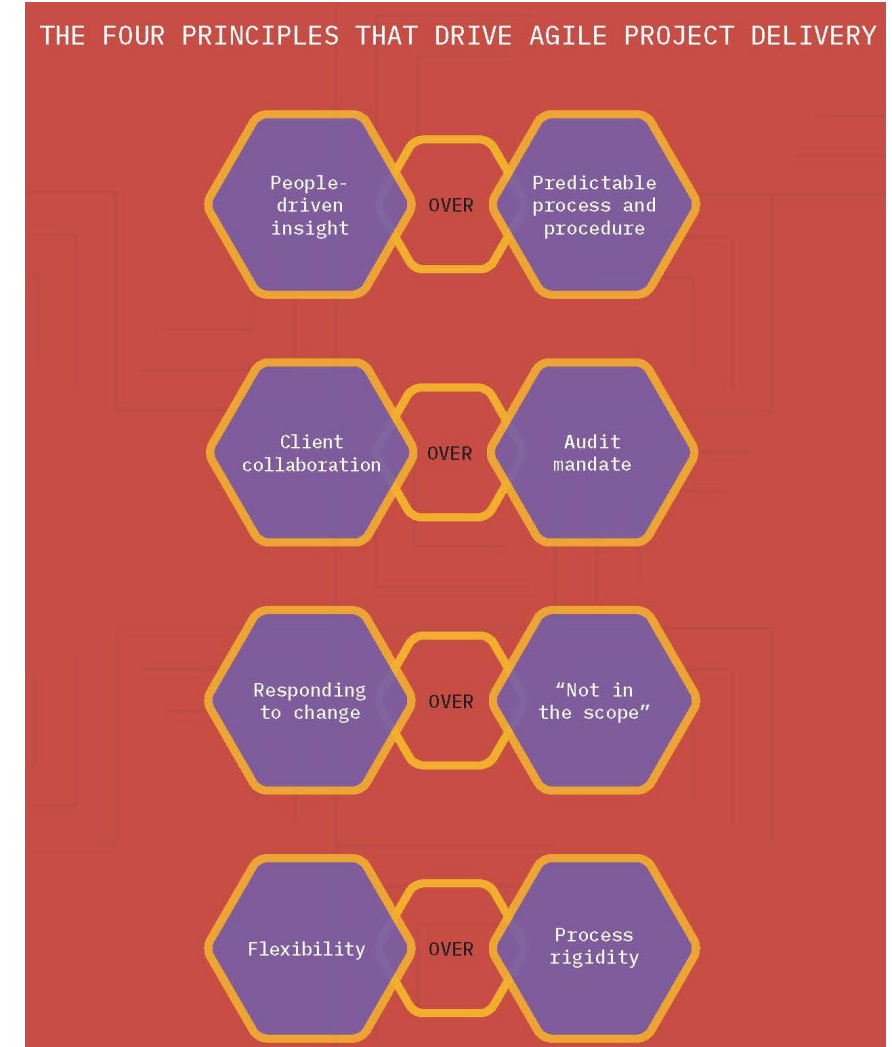 THE FOUR PRINCIPLES THAT DRIVE AGILE PROJECT DELIVERY
People-
driven
insight
OVER
Predictable
process and
procedure
Client
collaboration
OVER
Audit
mandate
Responding
to change
OVER
“Not in
the scope”
Flexibility
OVER
Process
rigidity